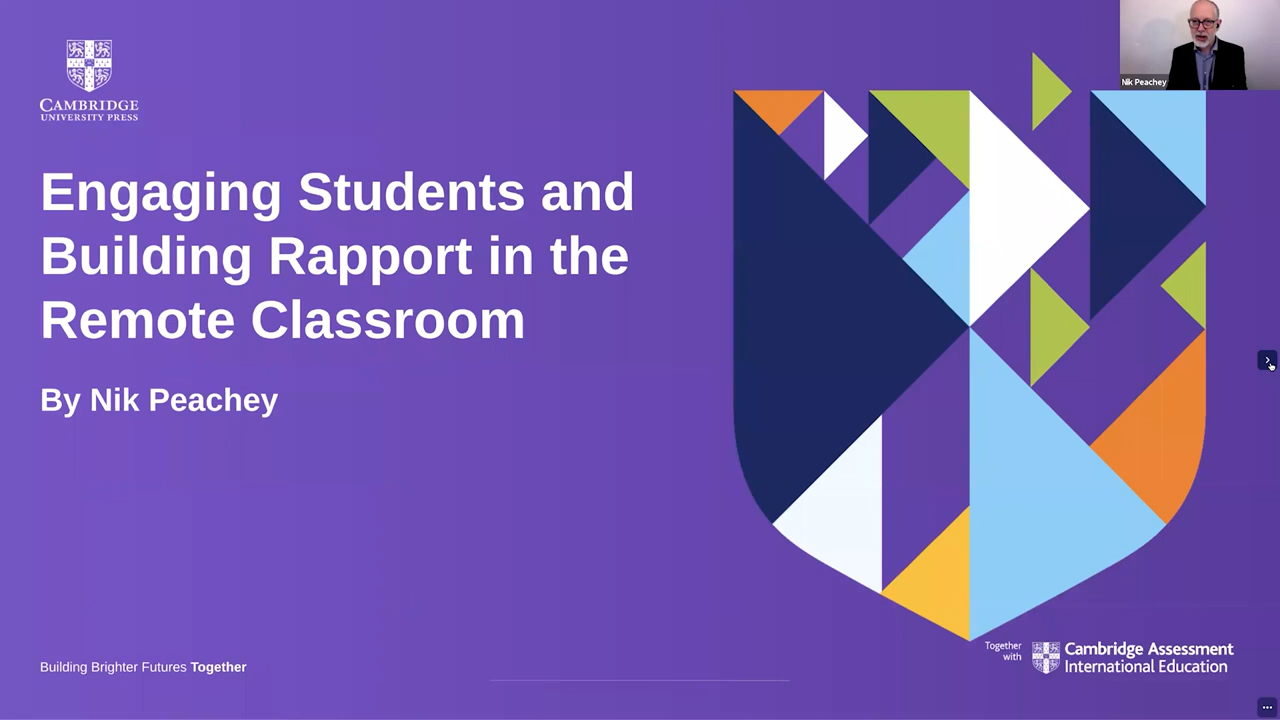 CAMBRIDGE
UNIVERSITY PRESS
Nik Peachey
Engaging Students and
Building Rapport in the
Remote Classroom
By Nik Peachey
Building Brighter Futures Together
Together
with
Cambridge Assessment
International Education